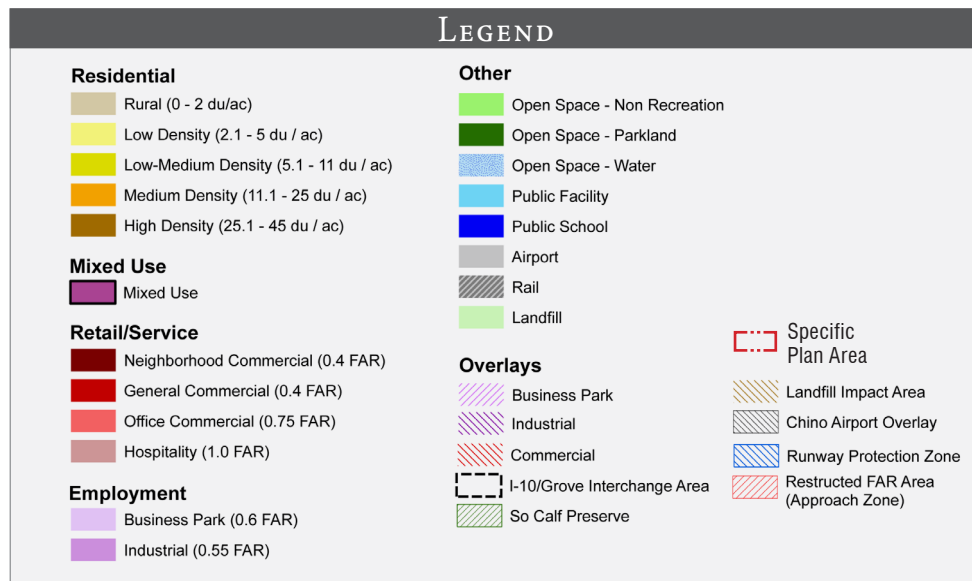 LEGEND
Residential
Rural (0 - 2 du/ac)
Low Density (2.1 - 5 du / ac)
Low-Medium Density (5.1 - 11 du / ac)
Medium Density (11.1 - 25 du / ac)
High Density (25.1 - 45 du / ac)
Mixed Use
Mixed Use
Retail/Service
Neighborhood Commercial (0.4 FAR)
General Commercial (0.4 FAR)
Office Commercial (0.75 FAR)
Hospitality (1.0 FAR)
Employment
Business Park (0.6 FAR)
Industrial (0.55 FAR)
Other
Open Space - Non Recreation
Open Space - Parkland
Open Space - Water
Public Facility
Public School
Airport
Rail
Landfill
Overlays
Business Park
Industrial
Commercial
I-10/Grove Interchange Area
So Calf Preserve
Specific
Plan Area
Landfill Impact Area
Chino Airport Overlay
Runway Protection Zone
Restructed FAR Area
(Approach Zone)